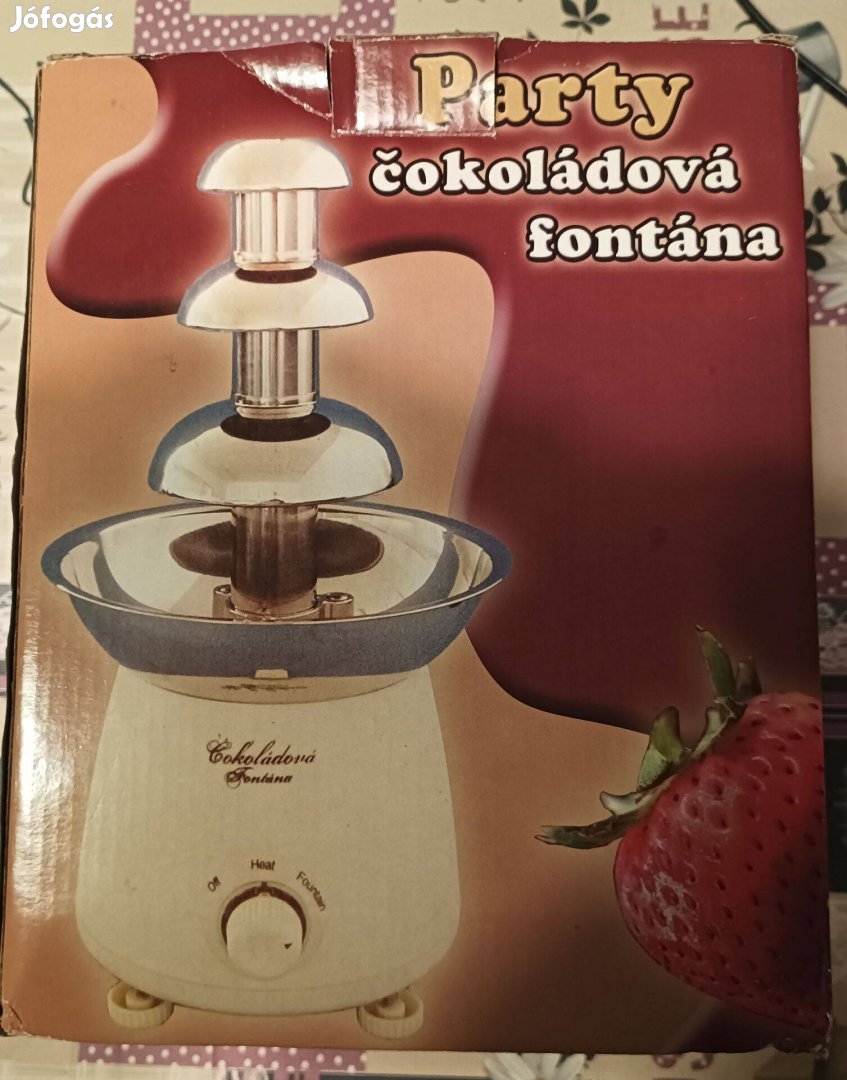 Jófogás
Party
čokoládová
fontána
Čokoládová
Fontána
Off
Heat
Fountain